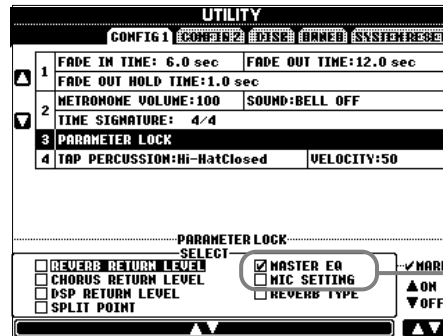 UTILITY
CONFIG 1 CONFIG 2 DISK OWNER SYSTEM RESET
1 FADE IN TIME: 6.0 sec FADE OUT TIME:12.0 sec
FADE OUT HOLD TIME:1.0 sec
2 METRONOME VOLUME:100 SOUND:BELL OFF
TIME SIGNATURE: 4/4
3 PARAMETER LOCK
4 TAP PERCUSSION:Hi-HatClosed VELOCITY:50
PARAMETER LOCK
SELECT
REVERB RETURN LEVEL MASTER EQ MARK
CHORUS RETURN LEVEL MIC SETTING ON
DSP RETURN LEVEL REVERB TYPE OFF
SPLIT POINT